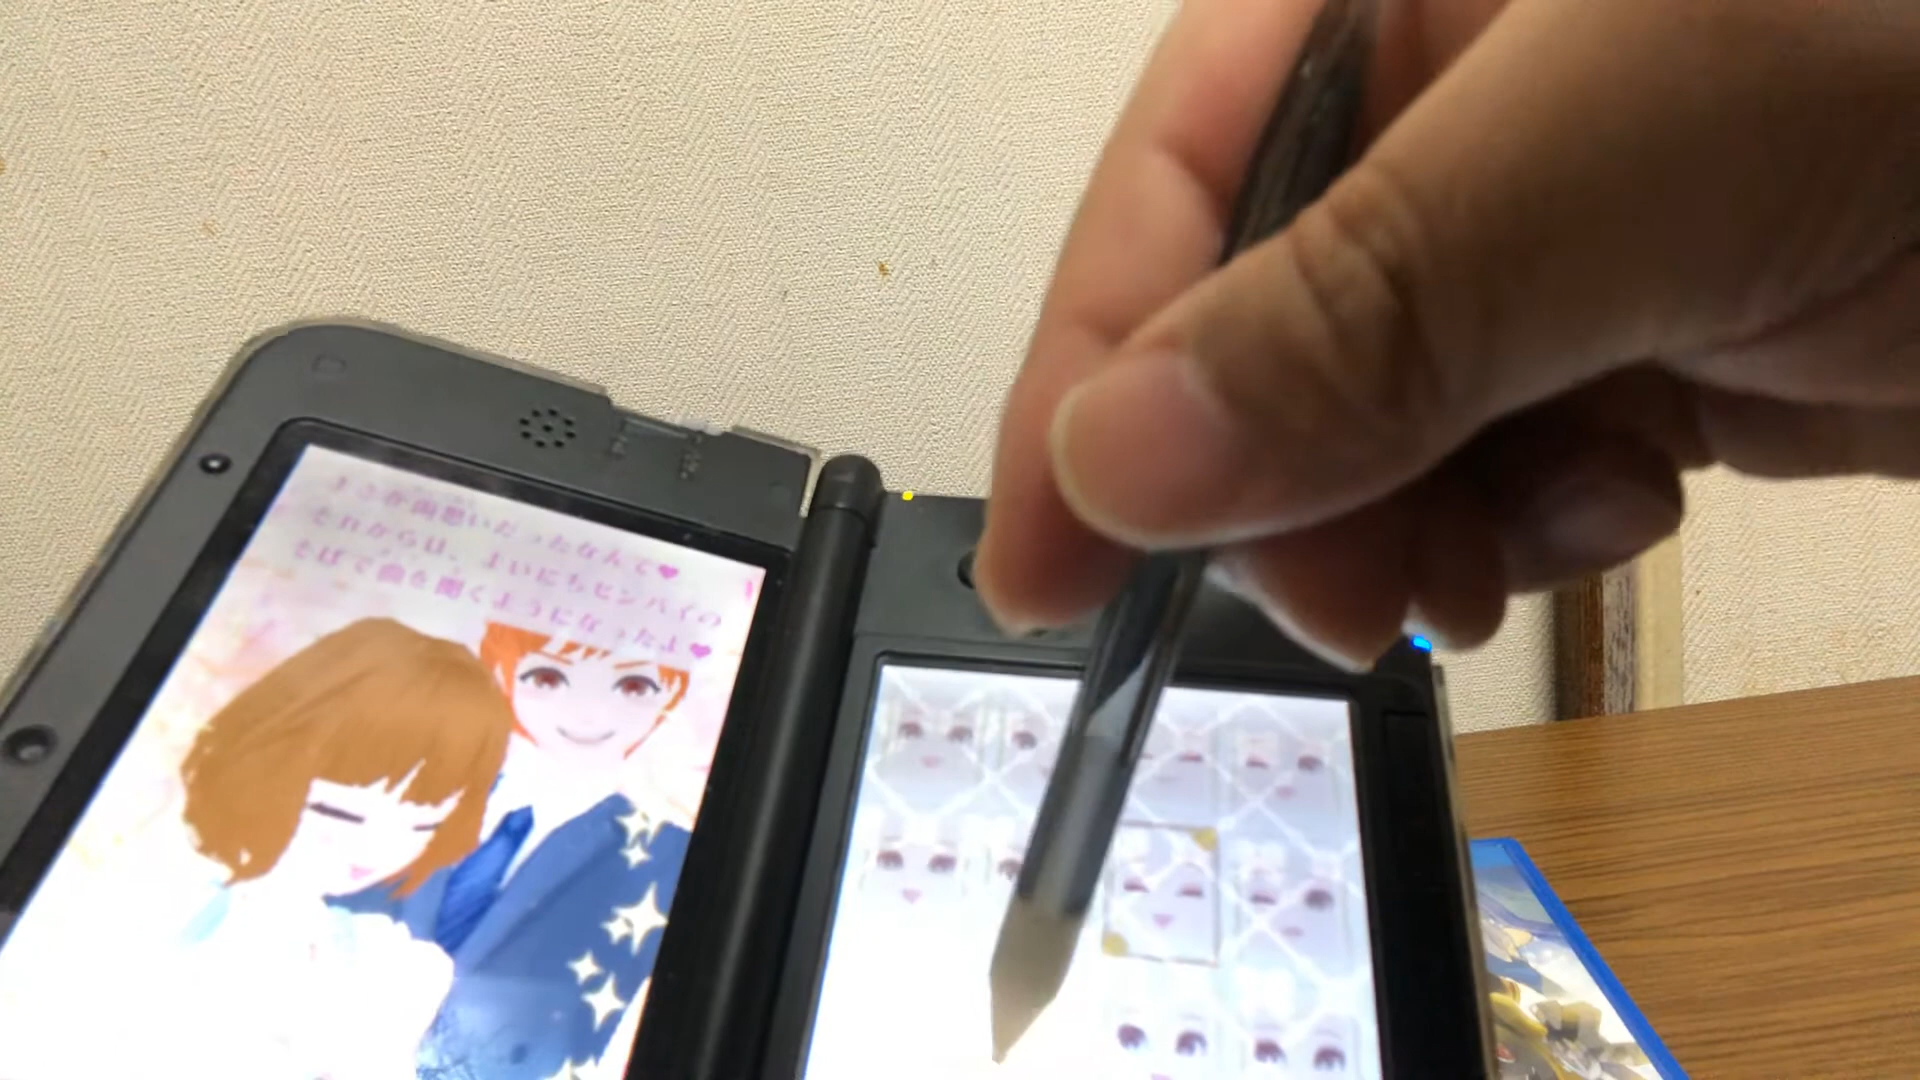 まさか両想いだったなんて♥
これからは、まいにちセンパイの
そばで曲を聞くようになったよ♥